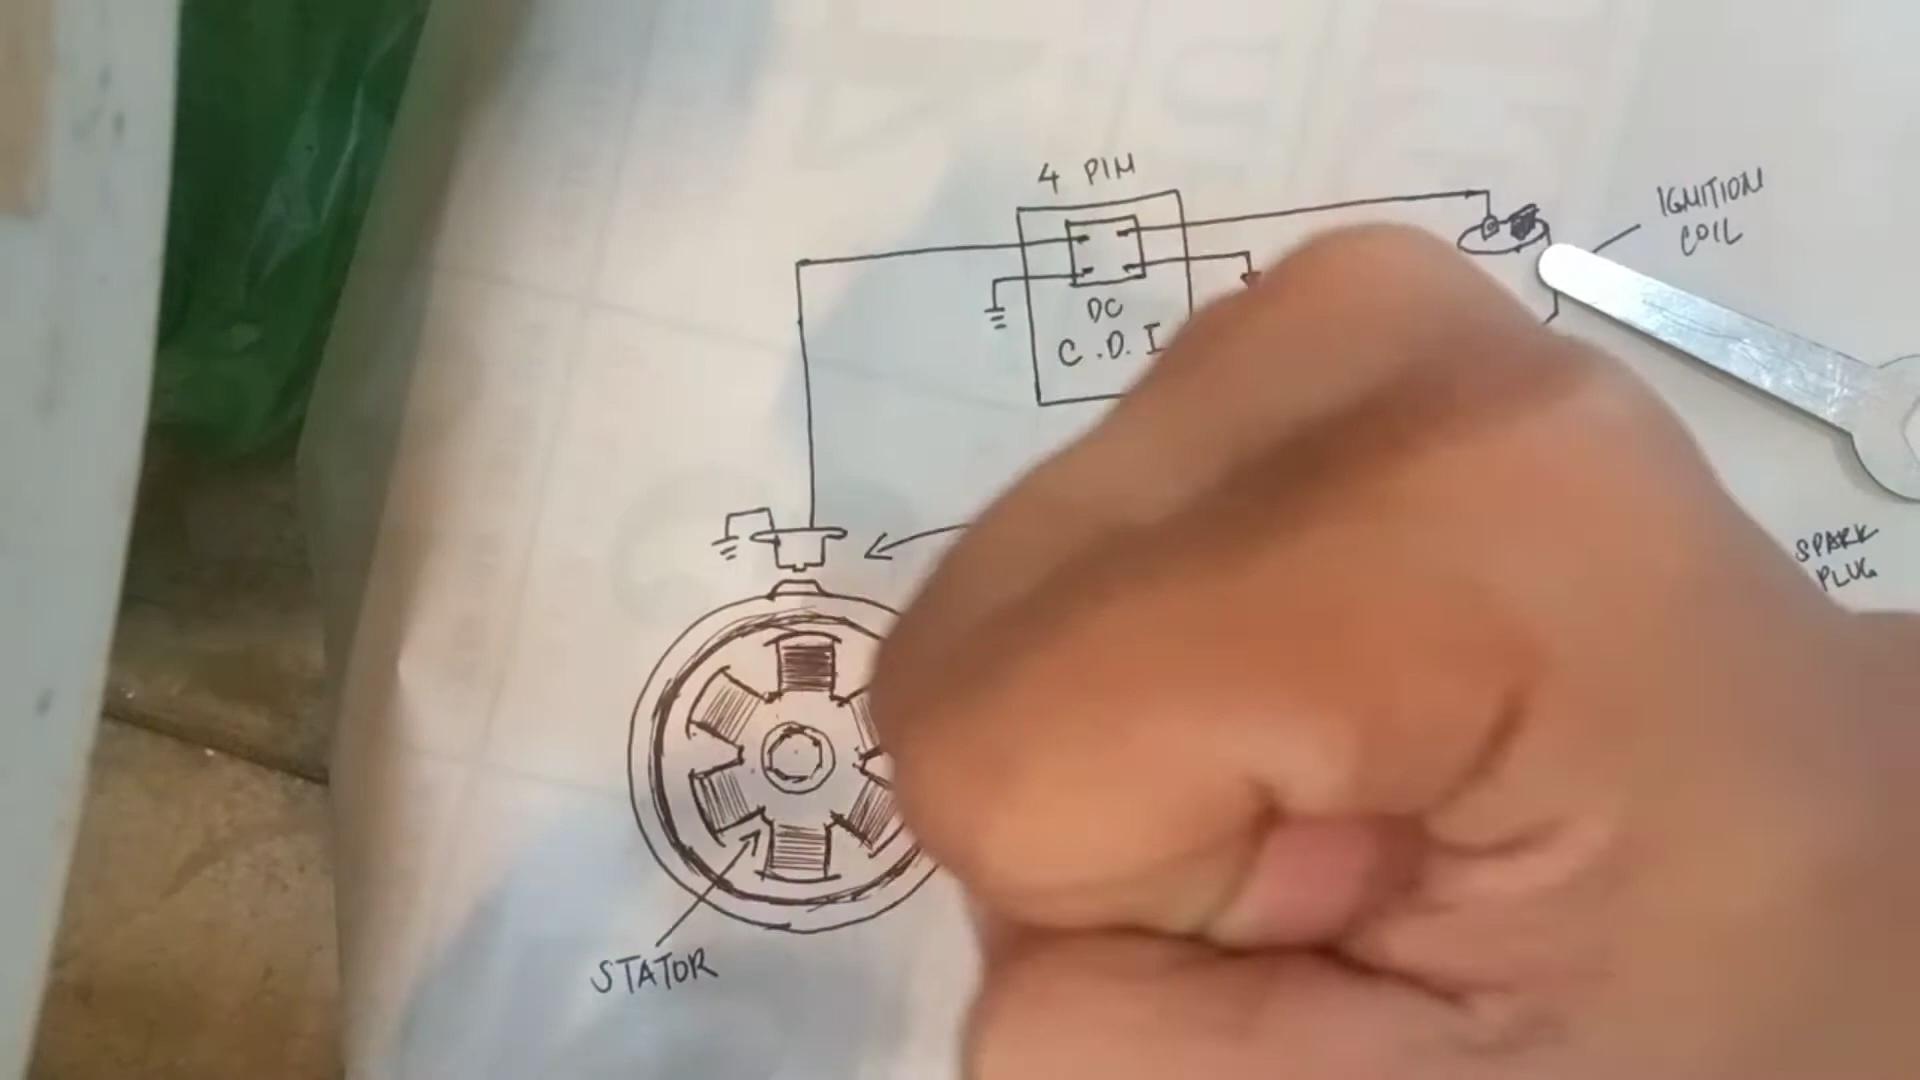 4 PIN
IGNITION
COIL
DC
C.D.I
SPARK
PLUG
STATOR